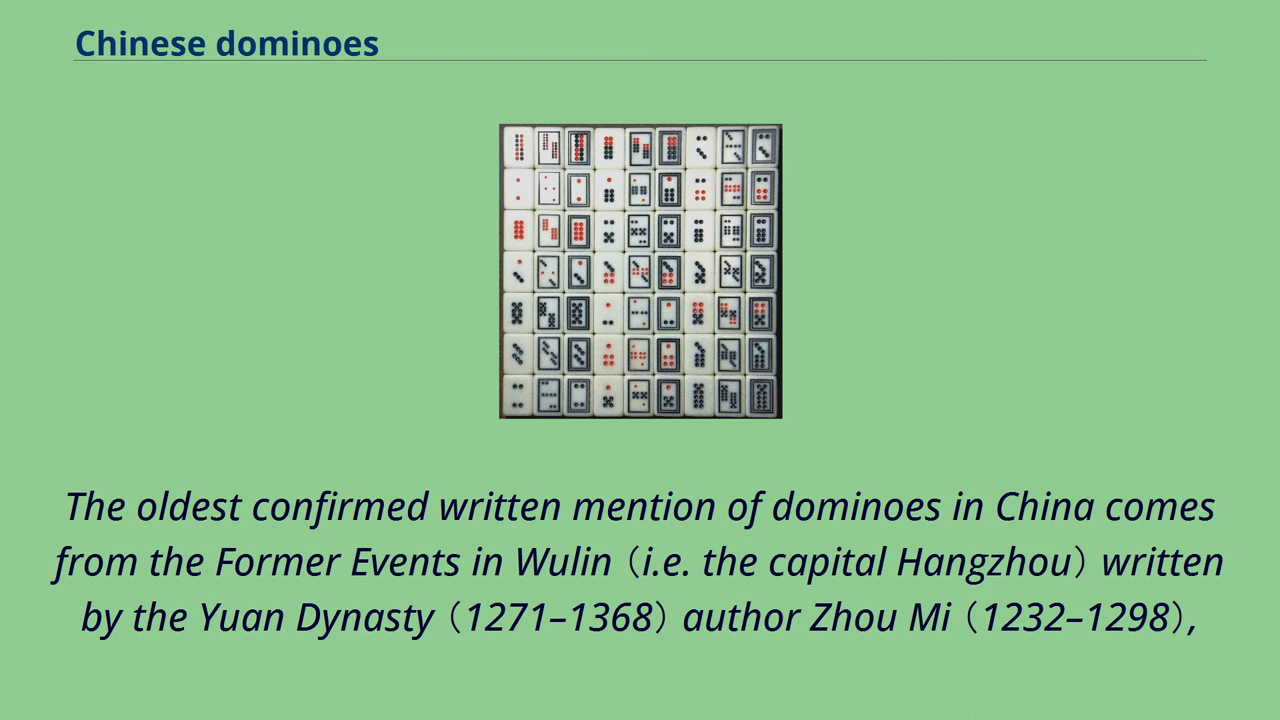 Chinese dominoes
The oldest confirmed written mention of dominoes in China comes
from the Former Events in Wulin (i.e. the capital Hangzhou) written
by the Yuan Dynasty (1271–1368) author Zhou Mi (1232–1298),